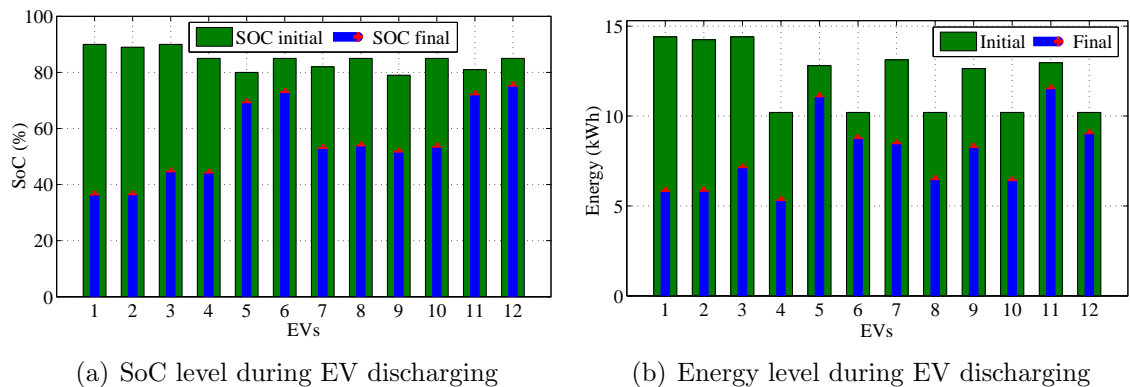 100
80
60
40
20
0
SoC (%)
SOC initial SOC final
1 2 3 4 5 6 7 8 9 10 11 12
EVs
(a) SoC level during EV discharging
15
10
5
0
Energy (kWh)
Initial Final
1 2 3 4 5 6 7 8 9 10 11 12
EVs
(b) Energy level during EV discharging